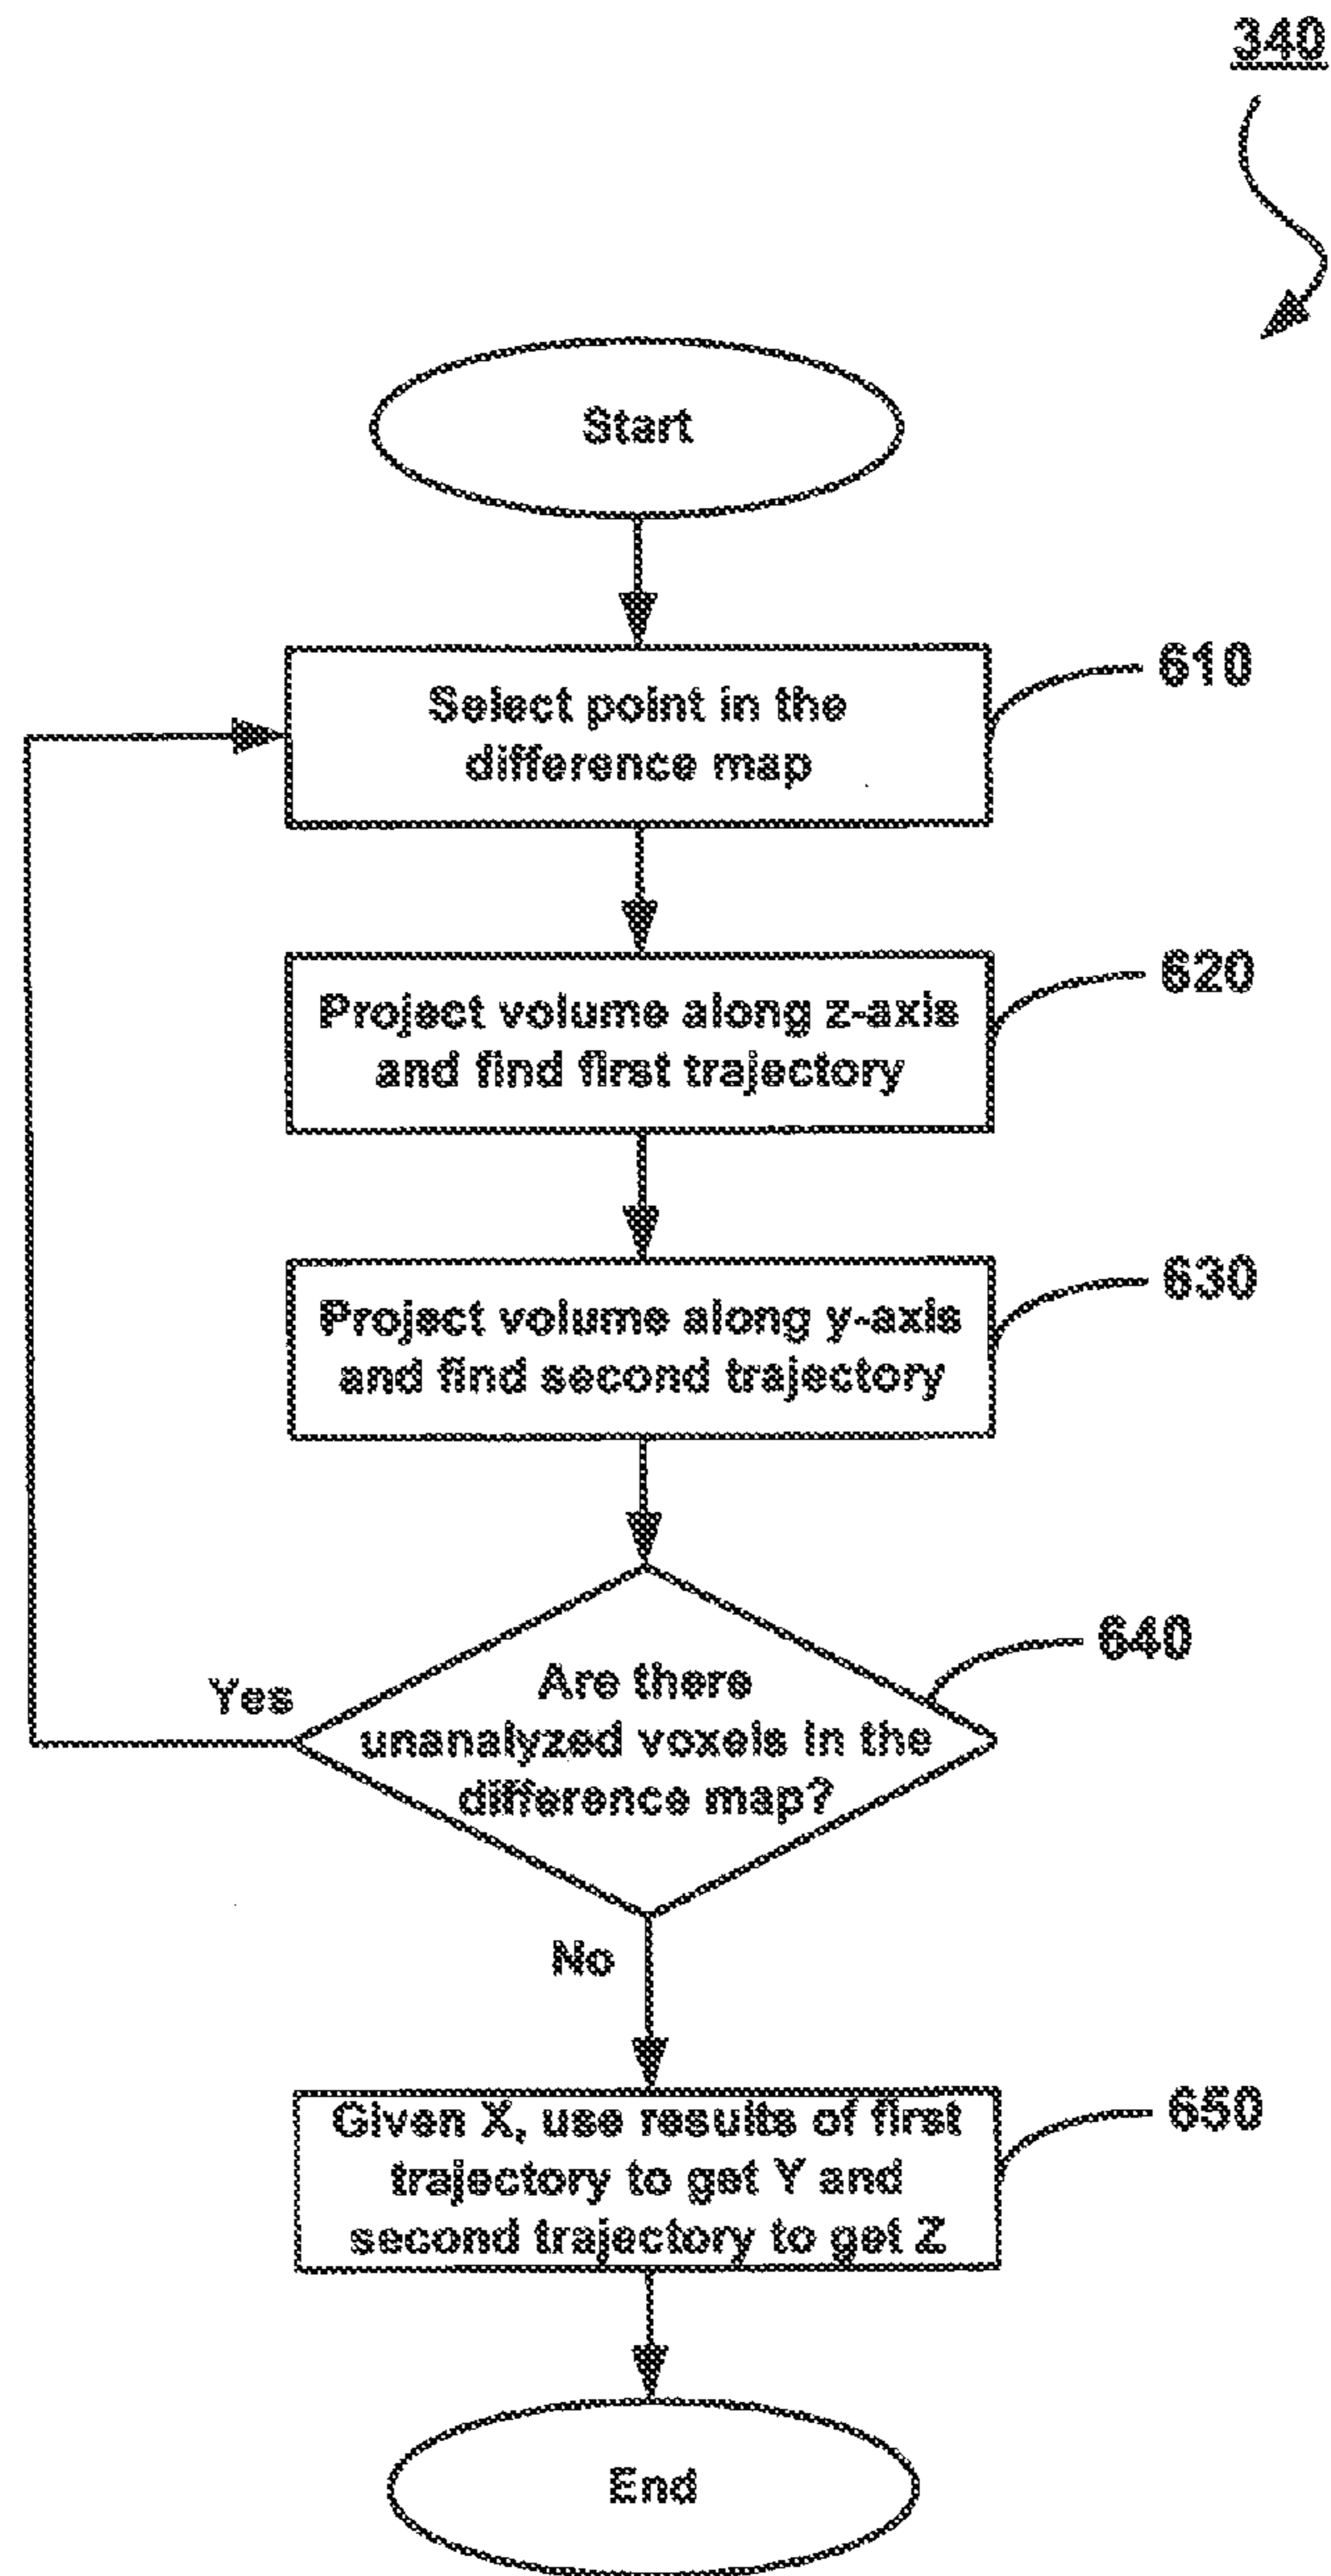 340
Start
Select point in the
difference map
610
Project volume along z-axis
and find first trajectory
620
Project volume along y-axis
and find second trajectory
630
Are there
unanalyzed voxels in the
difference map?
640
Yes
No
Given X, use results of first
trajectory to get Y and
second trajectory to get Z
650
End